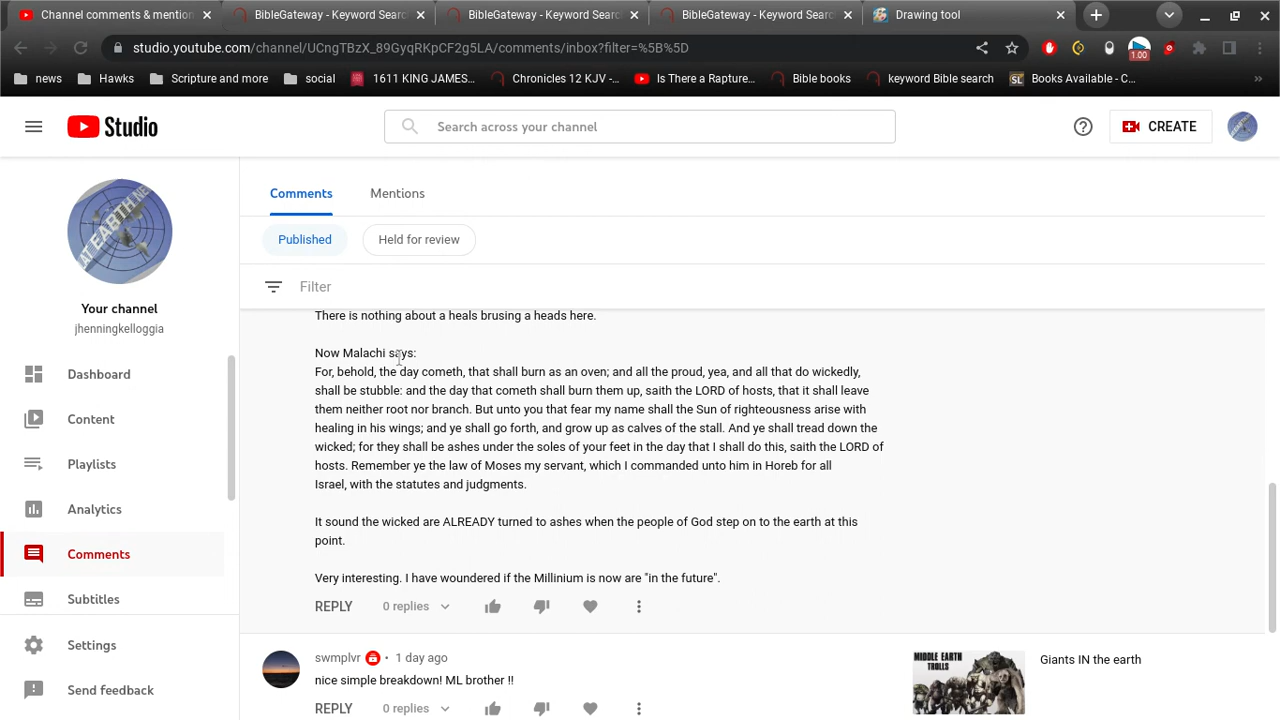 Channel comments & mention
BibleGateway - Keyword Searc
BibleGateway - Keyword Searc
BibleGateway - Keyword Searc
Drawing tool
studio.youtube.com/channel/UCngTBzX_89GyqRKpCF2g5LA/comments/inbox?filter=%5B%5D
1.00
news
Hawks
Scripture and more
social
1611 KING JAMES...
Chronicles 12 KJV -...
Is There a Rapture...
Bible books
keyword Bible search
SL
Books Available - C...
Studio
Search across your channel
CREATE
AT EARTH.NE
Your channel
jhenningkelloggia
Dashboard
Content
Playlists
Analytics
Comments
Subtitles
Settings
Send feedback
Comments
Mentions
Published
Held for review
Filter
There is nothing about a heals brusing a heads here.
Now Malachi says:
For, behold, the day cometh, that shall burn as an oven; and all the proud, yea, and all that do wickedly,
shall be stubble: and the day that cometh shall burn them up, saith the LORD of hosts, that it shall leave
them neither root nor branch. But unto you that fear my name shall the Sun of righteousness arise with
healing in his wings; and ye shall go forth, and grow up as calves of the stall. And ye shall tread down the
wicked; for they shall be ashes under the soles of your feet in the day that I shall do this, saith the LORD of
hosts. Remember ye the law of Moses my servant, which I commanded unto him in Horeb for all
Israel, with the statutes and judgments.
It sound the wicked are ALREADY turned to ashes when the people of God step on to the earth at this
point.
Very interesting. I have woundered if the Millinium is now are "in the future".
REPLY
0 replies
swmplvr
• 1 day ago
nice simple breakdown! ML brother !!
REPLY
0 replies
MIDDLE EARTH
TROLLS
Giants IN the earth